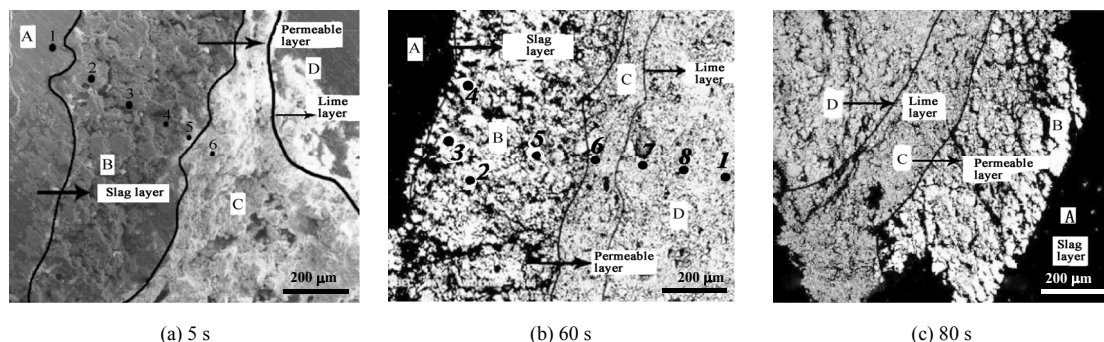 A
1
Permeable
layer
D
2
3
Lime
layer
4
5
6
B
Slag layer
C
200 μm
(a) 5 s
Slag
layer
A
C
Lime
layer
4
B
5
3
6
7
8
1
2
D
Permeable
layer
200 μm
(b) 60 s
D
Lime
layer
B
C
Permeable
layer
A
Slag
layer
200 μm
(c) 80 s